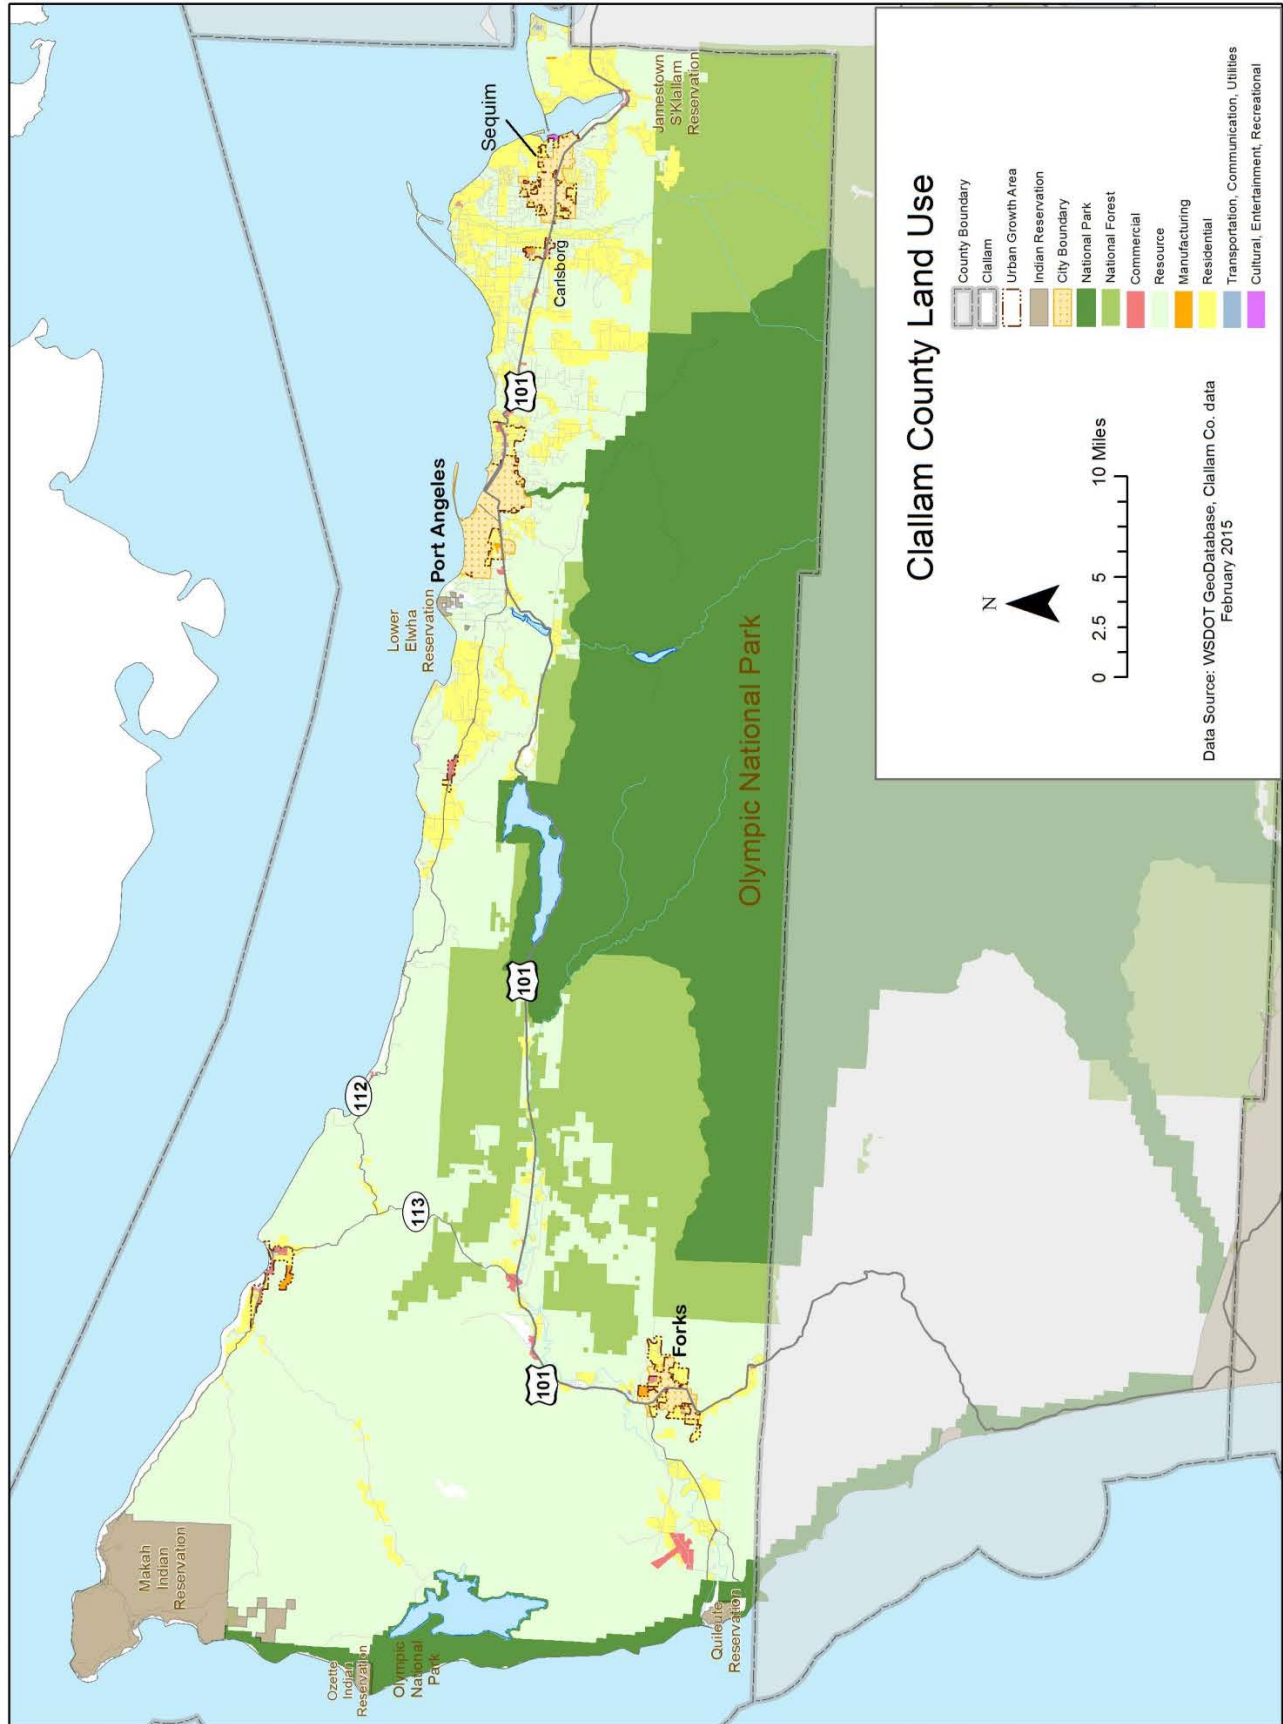 Clallam County Land Use
N
0 2.5 5 10 Miles
Data Source: WSDOT GeoDatabase, Clallam Co. data
February 2015
County Boundary
Clallam
Urban Growth Area
Indian Reservation
City Boundary
National Park
National Forest
Commercial
Resource
Manufacturing
Residential
Transportation, Communication, Utilities
Cultural, Entertainment, Recreational
Makah
Indian
Reservation
Ozette
Indian
Reservation
Olympic
National
Park
Quileute
Reservation
Forks
101
113
112
101
Olympic National Park
Lower
Elwha
Reservation
Port Angeles
101
Carlsborg
Sequim
Jamestown
S'Klallam
Reservation